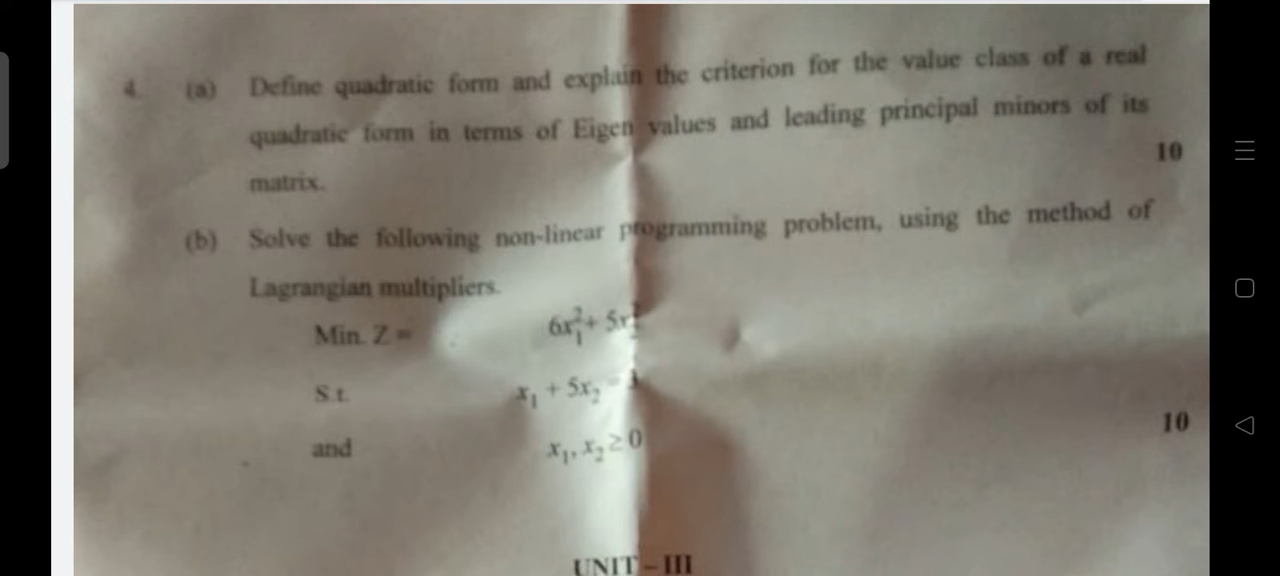 4. (a) Define quadratic form and explain the criterion for the value class of a real
quadratic form in terms of Eigen values and leading principal minors of its
matrix. 10
(b) Solve the following non-linear programming problem, using the method of
Lagrangian multipliers.
Min. Z = 6x₁² + 5x₂²
S.t. x₁ + 5x₂ =
and x₁, x₂ ≥ 0 10
UNIT – III